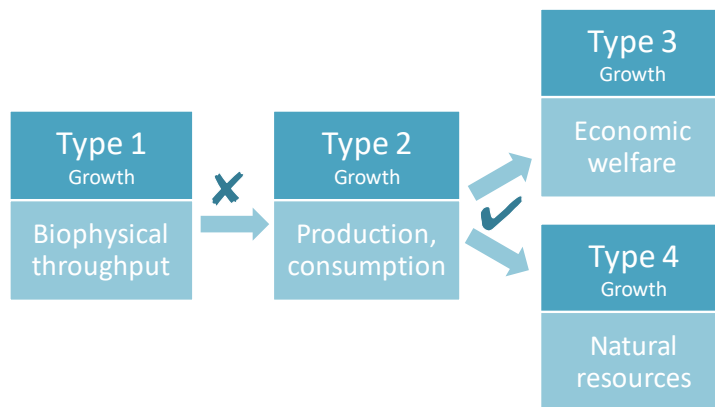 Type 1
Growth
Biophysical
throughput
✘
Type 2
Growth
Production,
consumption
✔
Type 3
Growth
Economic
welfare
Type 4
Growth
Natural
resources